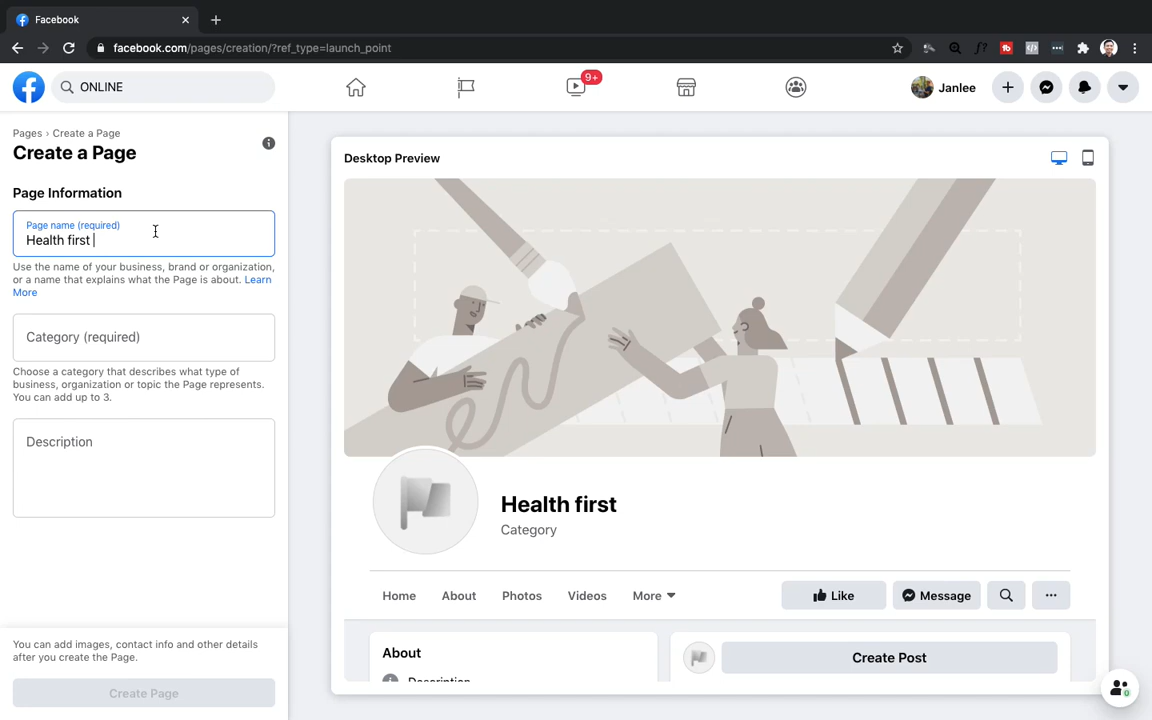 Facebook
facebook.com/pages/creation/?ref_type=launch_point
ONLINE
9+
Janlee
Pages › Create a Page
Create a Page
Page Information
Page name (required)
Health first
Use the name of your business, brand or organization,
or a name that explains what the Page is about. Learn
More
Category (required)
Choose a category that describes what type of
business, organization or topic the Page represents.
You can add up to 3.
Description
You can add images, contact info and other details
after you create the Page.
Create Page
Desktop Preview
Health first
Category
Home About Photos Videos More
Like Message
About
Create Post
Description
0